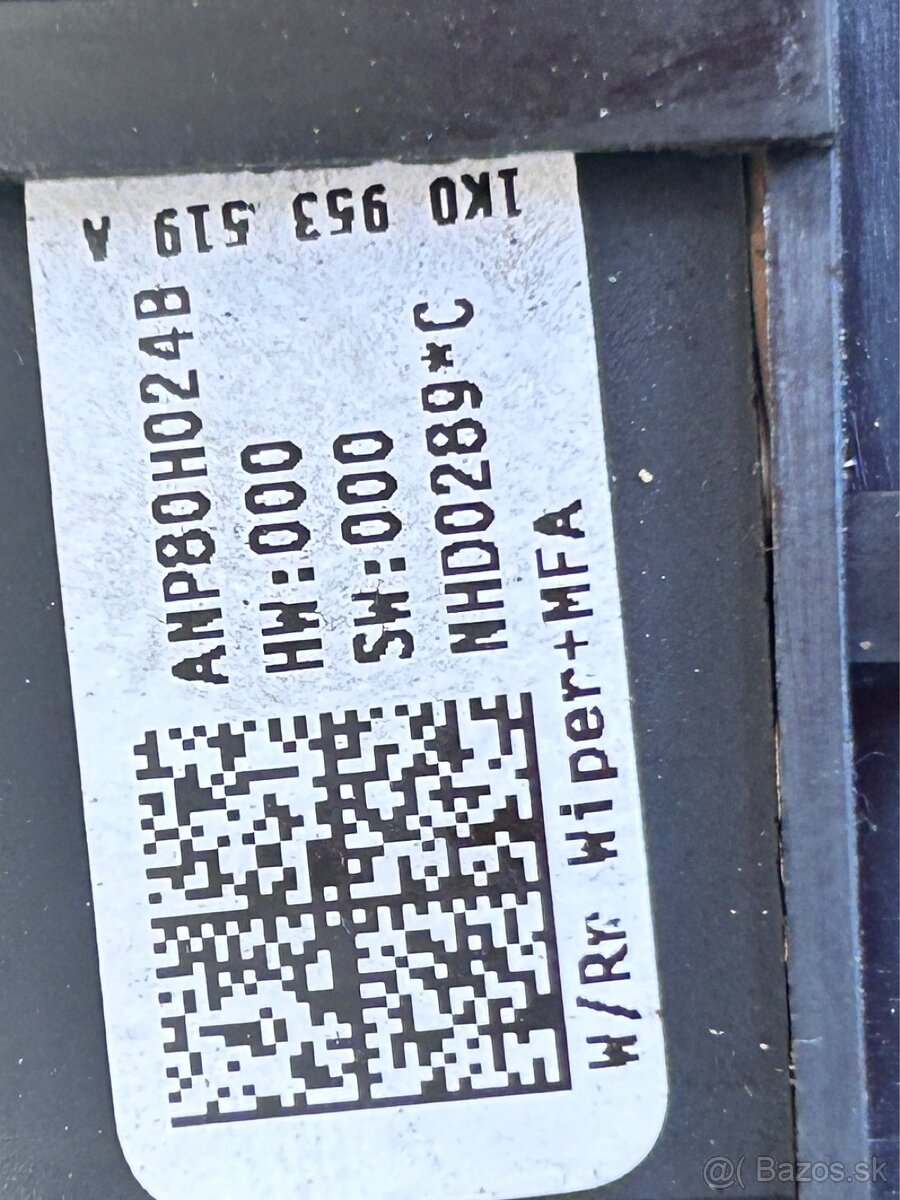 1K0 953 519 A
ANP80H024B
HW:000
SW:000
NHD0289*C
W/Rr Wiper+MFA
@( Bazos.sk